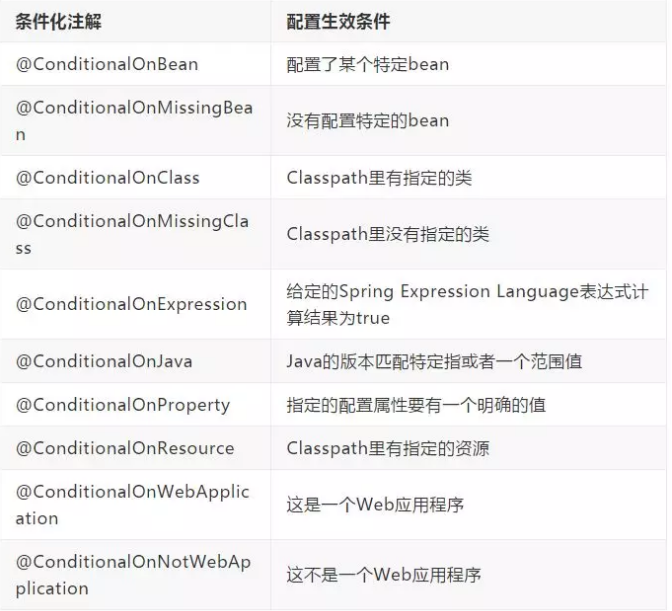 条件化注解 配置生效条件
@ConditionalOnBean 配置了某个特定bean
@ConditionalOnMissingBea
n
没有配置特定的bean
@ConditionalOnClass Classpath里有指定的类
@ConditionalOnMissingCla
ss
Classpath里没有指定的类
@ConditionalOnExpression
给定的Spring Expression Language表达式计
算结果为true
@ConditionalOnJava Java的版本匹配特定指或者一个范围值
@ConditionalOnProperty 指定的配置属性要有一个明确的值
@ConditionalOnResource Classpath里有指定的资源
@ConditionalOnWebApplic
ation
这是一个Web应用程序
@ConditionalOnNotWebAp
plication
这不是一个Web应用程序